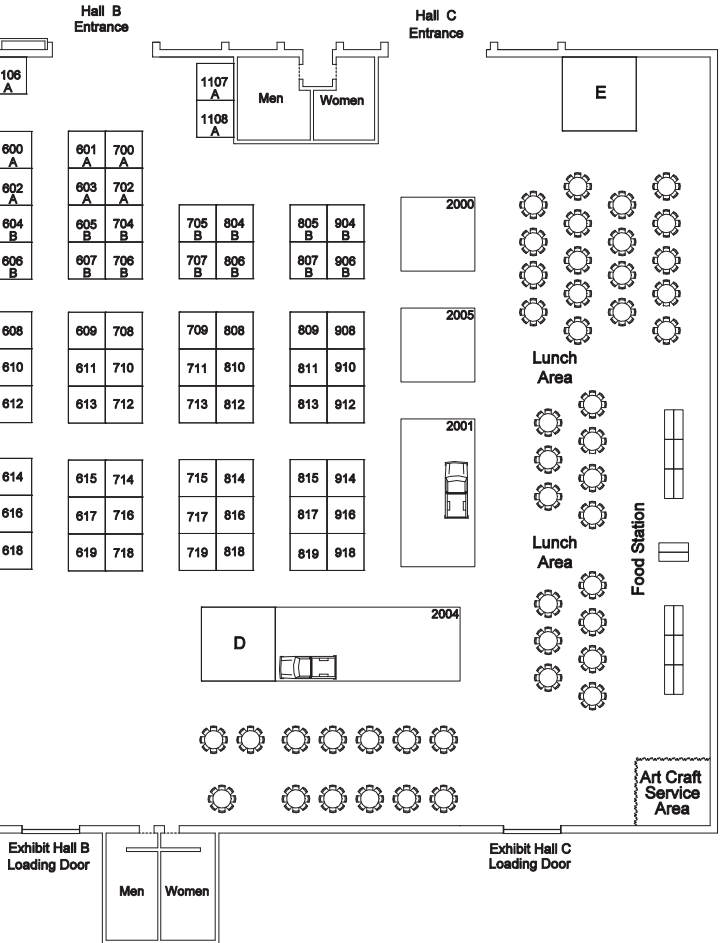 Hall B
Entrance
Hall C
Entrance
106
A
1107
A
1108
A
Men
Women
E
600
A
601
A
700
A
602
A
603
A
702
A
604
B
605
B
704
B
705
B
804
B
805
B
904
B
2000
606
B
607
B
706
B
707
B
806
B
807
B
906
B
608
609
708
709
808
809
908
2005
610
611
710
711
810
811
910
612
613
712
713
812
813
912
Lunch
Area
2001
614
615
714
715
814
815
914
616
617
716
717
816
817
916
618
619
718
719
818
819
918
Lunch
Area
Food Station
D
2004
Art Craft
Service
Area
Exhibit Hall B
Loading Door
Exhibit Hall C
Loading Door
Men
Women